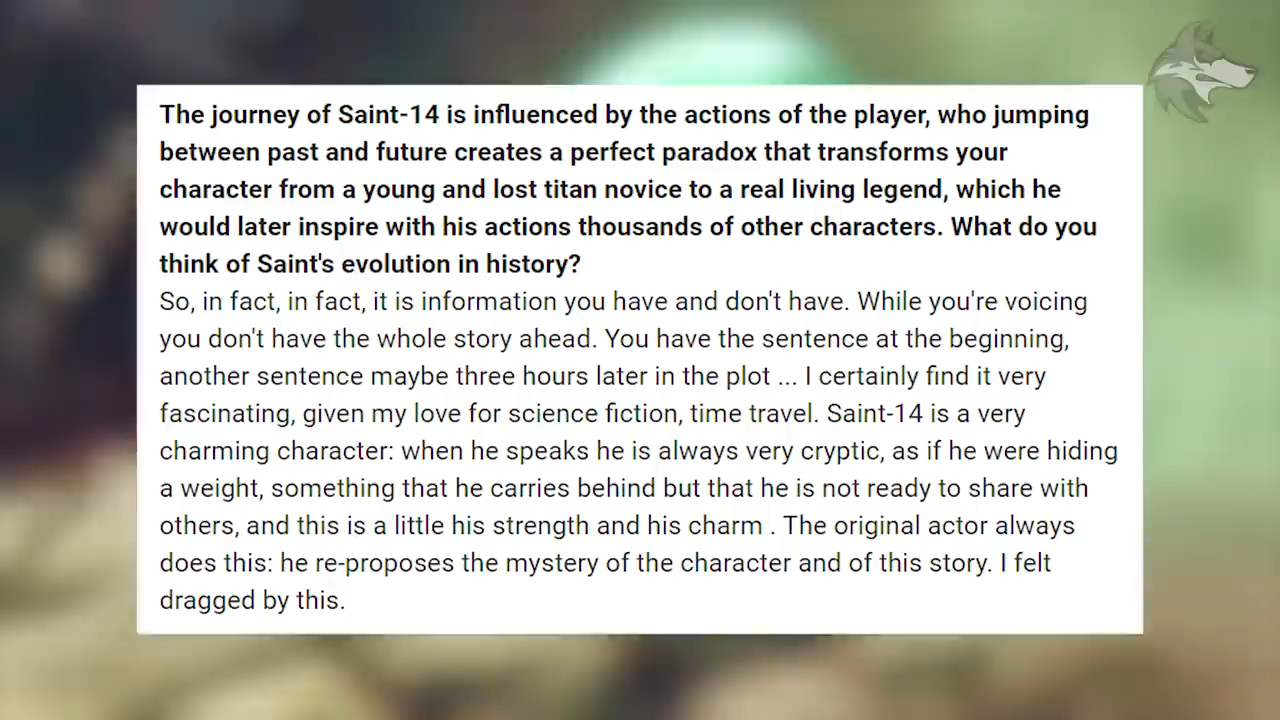 The journey of Saint-14 is influenced by the actions of the player, who jumping
between past and future creates a perfect paradox that transforms your
character from a young and lost titan novice to a real living legend, which he
would later inspire with his actions thousands of other characters. What do you
think of Saint's evolution in history?
So, in fact, in fact, it is information you have and don't have. While you're voicing
you don't have the whole story ahead. You have the sentence at the beginning,
another sentence maybe three hours later in the plot ... I certainly find it very
fascinating, given my love for science fiction, time travel. Saint-14 is a very
charming character: when he speaks he is always very cryptic, as if he were hiding
a weight, something that he carries behind but that he is not ready to share with
others, and this is a little his strength and his charm . The original actor always
does this: he re-proposes the mystery of the character and of this story. I felt
dragged by this.